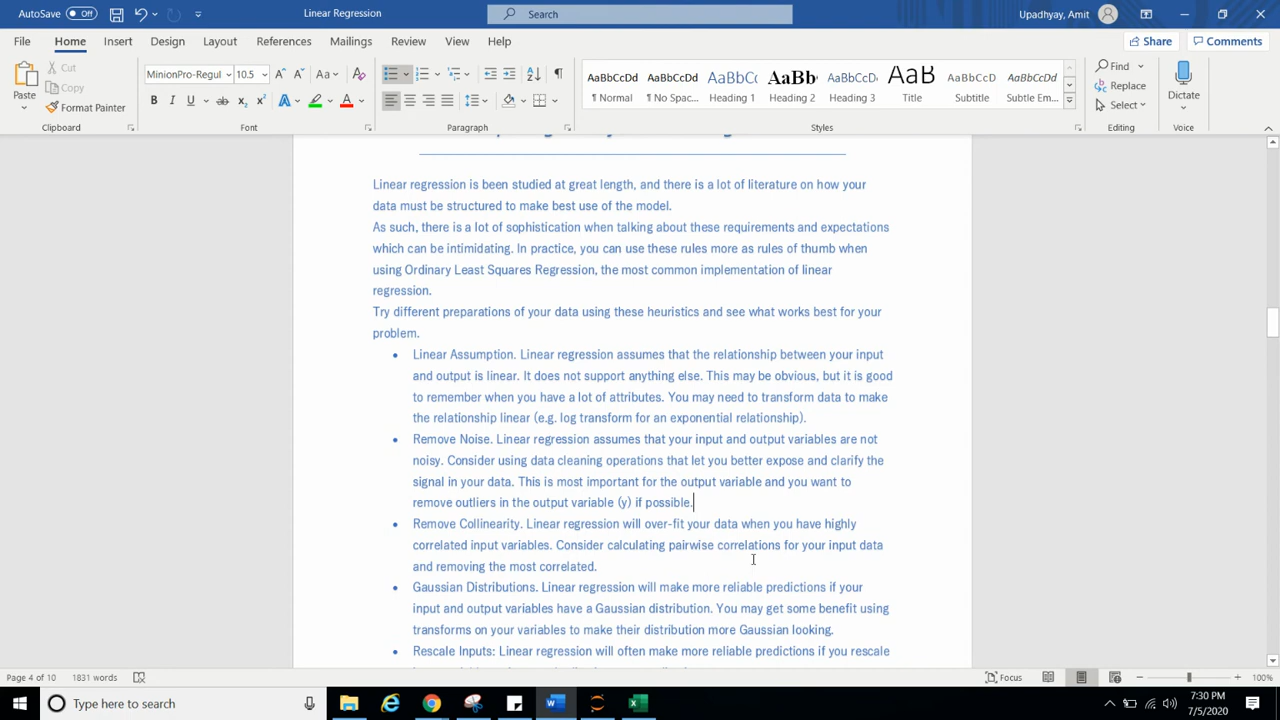 AutoSave Off Linear Regression Search Upadhyay, Amit
File Home Insert Design Layout References Mailings Review View Help Share Comments
Paste Cut Copy Format Painter Clipboard
MinionPro-Regul 10.5 Font
Paragraph
AaBbCcDd AaBbCcDd AaBbC( AaBb( AaBbCcD AaB AaBbCcD AaBbCcDd
¶ Normal ¶ No Spac... Heading 1 Heading 2 Heading 3 Title Subtitle Subtle Em...
Styles
Find Replace Select Editing
Dictate Voice
Linear regression is been studied at great length, and there is a lot of literature on how your
data must be structured to make best use of the model.
As such, there is a lot of sophistication when talking about these requirements and expectations
which can be intimidating. In practice, you can use these rules more as rules of thumb when
using Ordinary Least Squares Regression, the most common implementation of linear
regression.
Try different preparations of your data using these heuristics and see what works best for your
problem.
• Linear Assumption. Linear regression assumes that the relationship between your input
and output is linear. It does not support anything else. This may be obvious, but it is good
to remember when you have a lot of attributes. You may need to transform data to make
the relationship linear (e.g. log transform for an exponential relationship).
• Remove Noise. Linear regression assumes that your input and output variables are not
noisy. Consider using data cleaning operations that let you better expose and clarify the
signal in your data. This is most important for the output variable and you want to
remove outliers in the output variable (y) if possible.
• Remove Collinearity. Linear regression will over-fit your data when you have highly
correlated input variables. Consider calculating pairwise correlations for your input data
and removing the most correlated.
• Gaussian Distributions. Linear regression will make more reliable predictions if your
input and output variables have a Gaussian distribution. You may get some benefit using
transforms on your variables to make their distribution more Gaussian looking.
• Rescale Inputs: Linear regression will often make more reliable predictions if you rescale
Page 4 of 10 1831 words Focus 100%
Type here to search 7:30 PM
7/5/2020